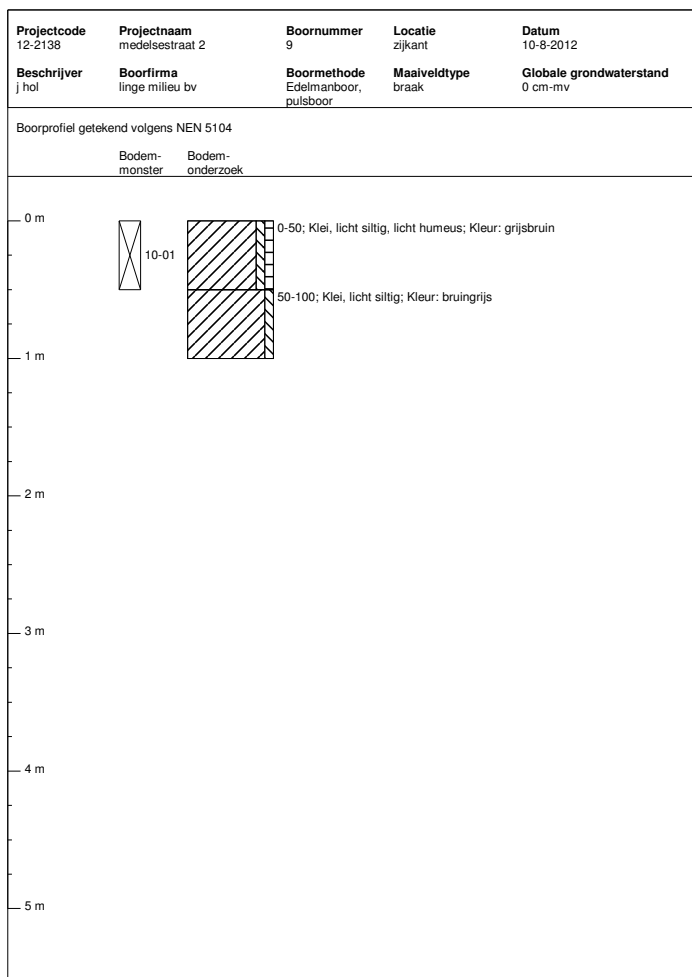 Projectcode Projectnaam Boornummer Locatie Datum
12-2138 medelsestraat 2 9 zijkant 10-8-2012
Beschrijver Boorfirma Boormethode Maaiveldtype Globale grondwaterstand
j hol linge milieu bv Edelmanboor, braak 0 cm-mv
pulsboor
Boorprofiel getekend volgens NEN 5104
Bodem- Bodem-
monster onderzoek
0 m
0-50; Klei, licht siltig, licht humeus; Kleur: grijsbruin
10-01
50-100; Klei, licht siltig; Kleur: bruingrijs
1 m
2 m
3 m
4 m
5 m